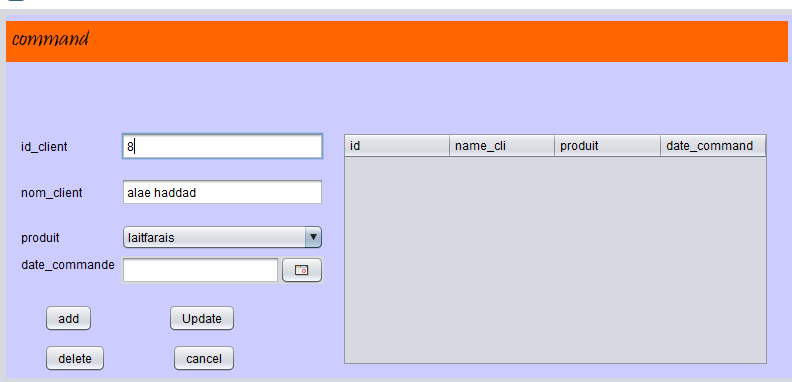 command
id_client 8
id name_cli produit date_command
nom_client alae haddad
produit laitfarais
date_commande
add Update
delete cancel